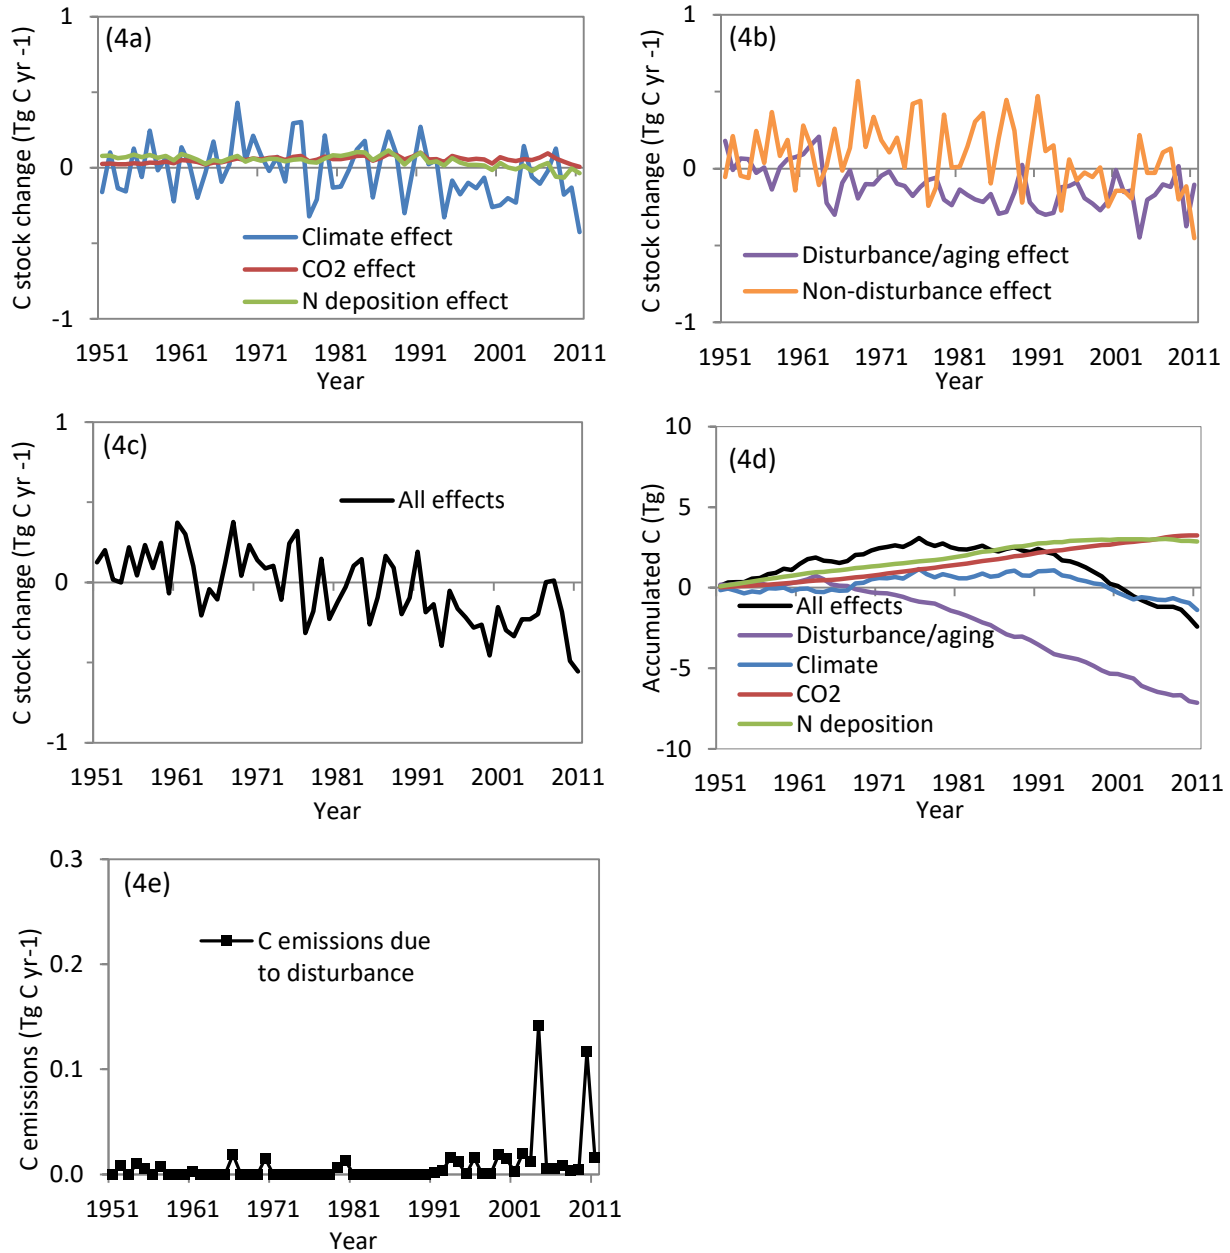 (4a)
C stock change (Tg C yr -1)
1
0
-1
Climate effect
CO2 effect
N deposition effect
1951 1961 1971 1981 1991 2001 2011
Year
(4b)
C stock change (Tg C yr -1)
1
0
-1
Disturbance/aging effect
Non-disturbance effect
1951 1961 1971 1981 1991 2001 2011
Year
(4c)
C stock change (Tg C yr -1)
1
0
-1
All effects
1951 1961 1971 1981 1991 2001 2011
Year
(4d)
Accumulated C (Tg)
10
5
0
-5
-10
All effects
Disturbance/aging
Climate
CO2
N deposition
1951 1961 1971 1981 1991 2001 2011
Year
(4e)
C emissions (Tg C yr-1)
0.3
0.2
0.1
0.0
C emissions due
to disturbance
1951 1961 1971 1981 1991 2001 2011
Year